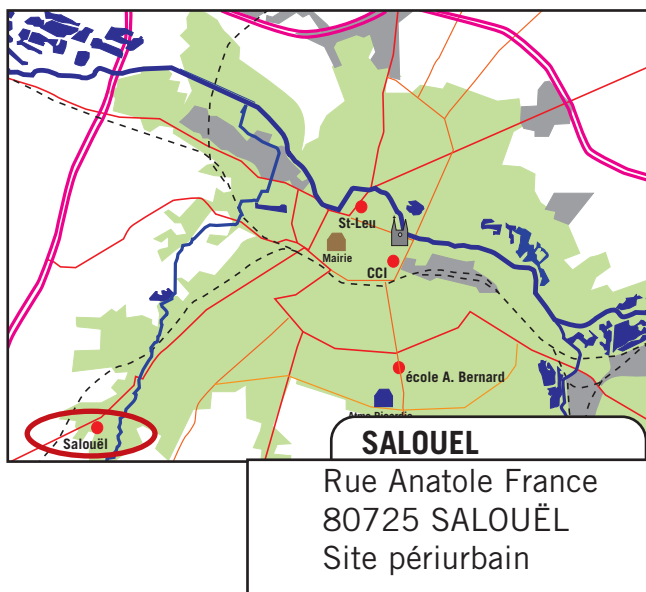 St-Leu
Mairie
CCI
école A. Bernard
Salouël
SALOUEL
Rue Anatole France
80725 SALOUËL
Site périurbain